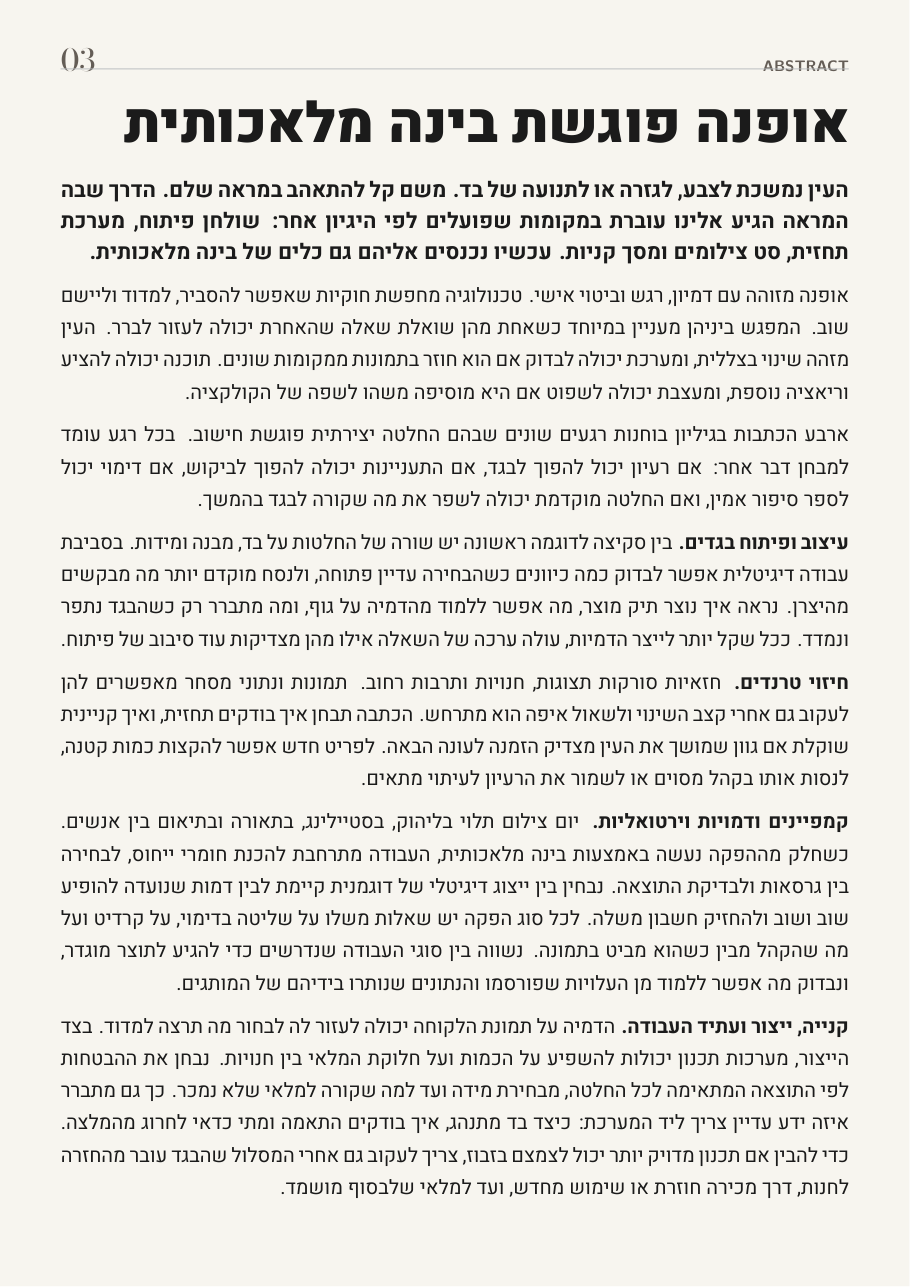 03
ABSTRACT
אופנה פוגשת בינה מלאכותית
העין נמשכת לצבע, לגזרה או לתנועה של בד. משם קל להתאהב במראה שלם. הדרך שבה
המראה הגיע אלינו עוברת במקומות שפועלים לפי היגיון אחר: שולחן פיתוח, מערכת
תחזית, סט צילומים ומסך קניות. עכשיו נכנסים אליהם גם כלים של בינה מלאכותית.
אופנה מזוהה עם דמיון, רגש וביטוי אישי. טכנולוגיה מחפשת חוקיות שאפשר להסביר, למדוד וליישם
שוב. המפגש ביניהן מעניין במיוחד כשאחת מהן שואלת שאלה שהאחרת יכולה לעזור לברר. העין
מזהה שינוי בצללית, ומערכת יכולה לבדוק אם הוא חוזר בתמונות ממקומות שונים. תוכנה יכולה להציע
וריאציה נוספת, ומעצבת יכולה לשפוט אם היא מוסיפה משהו לשפה של הקולקציה.
ארבע הכתבות בגיליון בוחנות רגעים שונים שבהם החלטה יצירתית פוגשת חישוב. בכל רגע עומד
למבחן דבר אחר: אם רעיון יכול להפוך לבגד, אם התעניינות יכולה להפוך לביקוש, אם דימוי יכול
לספר סיפור אמין, ואם החלטה מוקדמת יכולה לשפר את מה שקורה לבגד בהמשך.
עיצוב ופיתוח בגדים. בין סקיצה לדוגמה ראשונה יש שורה של החלטות על בד, מבנה ומידות. בסביבת
עבודה דיגיטלית אפשר לבדוק כמה כיוונים כשהבחירה עדיין פתוחה, ולנסח מוקדם יותר מה מבקשים
מהיצרן. נראה איך נוצר תיק מוצר, מה אפשר ללמוד מהדמיה על גוף, ומה מתברר רק כשהבגד נתפר
ונמדד. ככל שקל יותר לייצר הדמיות, עולה ערכה של השאלה אילו מהן מצדיקות עוד סיבוב של פיתוח.
חיזוי טרנדים. חזאיות סורקות תצוגות, חנויות ותרבות רחוב. תמונות ונתוני מסחר מאפשרים להן
לעקוב גם אחרי קצב השינוי ולשאול איפה הוא מתרחש. הכתבה תבחן איך בודקים תחזית, ואיך קניינית
שוקלת אם גוון שמושך את העין מצדיק הזמנה לעונה הבאה. לפריט חדש אפשר להקצות כמות קטנה,
לנסות אותו בקהל מסוים או לשמור את הרעיון לעיתוי מתאים.
קמפיינים ודמויות וירטואליות. יום צילום תלוי בליהוק, בסטיילינג, בתאורה ובתיאום בין אנשים.
כשחלק מההפקה נעשה באמצעות בינה מלאכותית, העבודה מתרחבת להכנת חומרי ייחוס, לבחירה
בין גרסאות ולבדיקת התוצאה. נבחין בין ייצוג דיגיטלי של דוגמנית קיימת לבין דמות שנועדה להופיע
שוב ושוב ולהחזיק חשבון משלה. לכל סוג הפקה יש שאלות משלו על שליטה בדימוי, על קרדיט ועל
מה שהקהל מבין כשהוא מביט בתמונה. נשווה בין סוגי העבודה שנדרשים כדי להגיע לתוצר מוגדר,
ונבדוק מה אפשר ללמוד מן העלויות שפורסמו והנתונים שנותרו בידיהם של המותגים.
קנייה, ייצור ועתיד העבודה. הדמיה על תמונת הלקוחה יכולה לעזור לה לבחור מה תרצה למדוד. בצד
הייצור, מערכות תכנון יכולות להשפיע על הכמות ועל חלוקת המלאי בין חנויות. נבחן את ההבטחות
לפי התוצאה המתאימה לכל החלטה, מבחירת מידה ועד למה שקורה למלאי שלא נמכר. כך גם מתברר
איזה ידע עדיין צריך ליד המערכת: כיצד בד מתנהג, איך בודקים התאמה ומתי כדאי לחרוג מהמלצה.
כדי להבין אם תכנון מדויק יותר יכול לצמצם בזבוז, צריך לעקוב גם אחרי המסלול שהבגד עובר מהחזרה
לחנות, דרך מכירה חוזרת או שימוש מחדש, ועד למלאי שלבסוף מושמד.